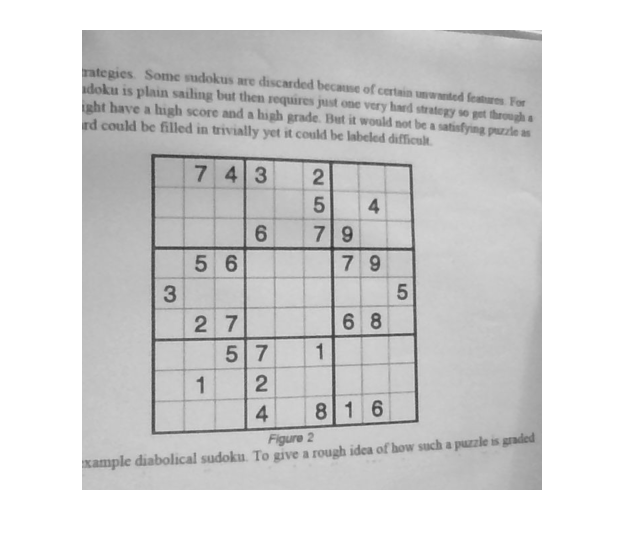 rategies. Some sudokus are discarded because of certain unwanted features. For
udoku is plain sailing but then requires just one very hard strategy so get through a
ight have a high score and a high grade. But it would not be a satisfying puzzle as
rd could be filled in trivially yet it could be labeled difficult.
7 4 3 2
5 4
6 7 9
5 6 7 9
3 5
2 7 6 8
5 7 1
1 2
4 8 1 6
Figure 2
xample diabolical sudoku. To give a rough idea of how such a puzzle is graded